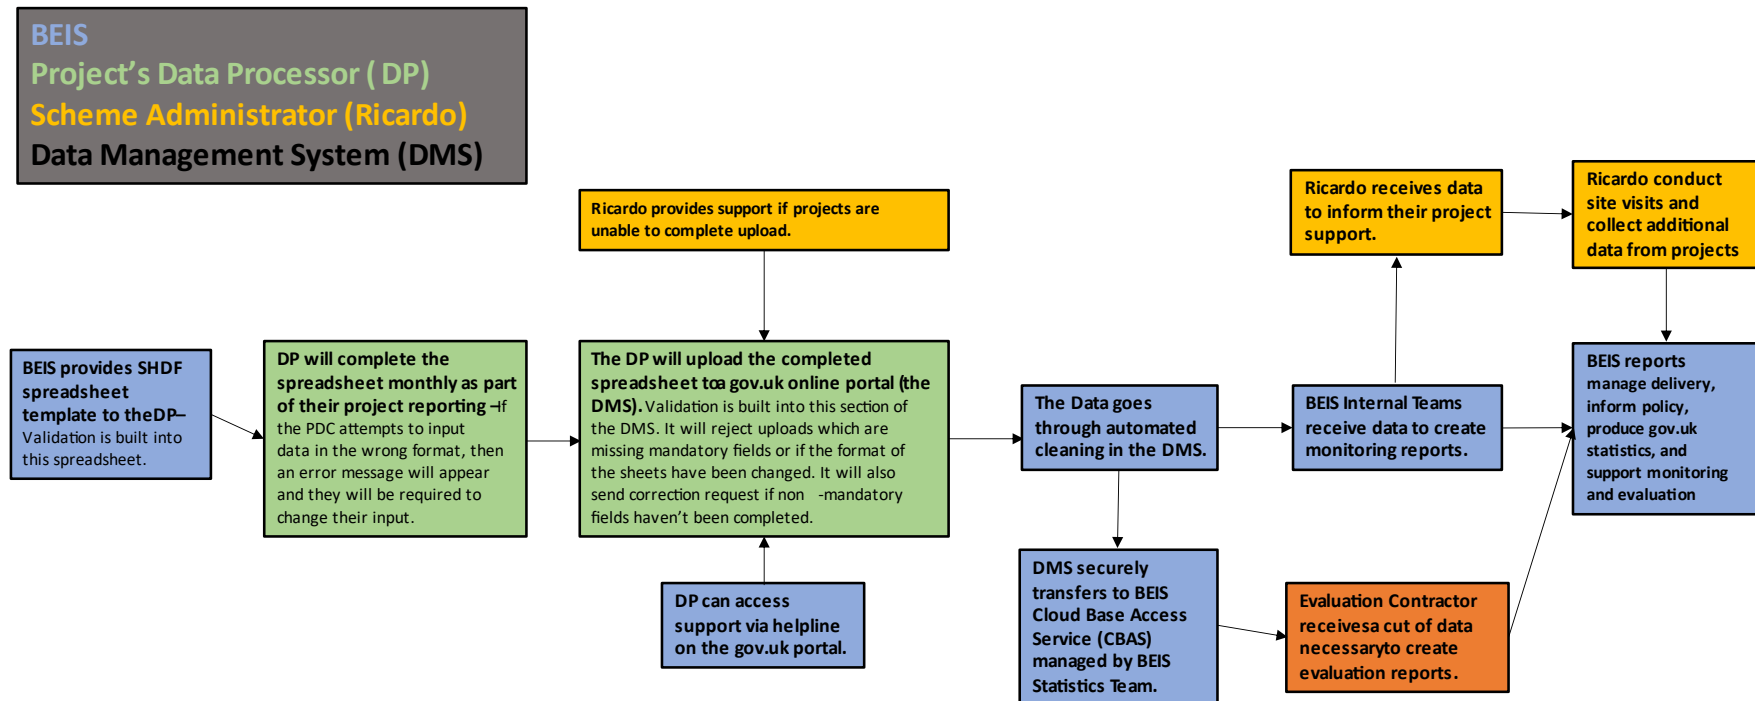 BEIS
Project's Data Processor ( DP)
Scheme Administrator (Ricardo)
Data Management System (DMS)
Ricardo provides support if projects are
unable to complete upload.
Ricardo receives data
to inform their project
support.
Ricardo conduct
site visits and
collect additional
data from projects
BEIS provides SHDF
spreadsheet
template to theDP–
Validation is built into
this spreadsheet.
DP will complete the
spreadsheet monthly as part
of their project reporting –If
the PDC attempts to input
data in the wrong format, then
an error message will appear
and they will be required to
change their input.
The DP will upload the completed
spreadsheet toa gov.uk online portal (the
DMS). Validation is built into this section of
the DMS. It will reject uploads which are
missing mandatory fields or if the format of
the sheets have been changed. It will also
send correction request if non -mandatory
fields haven't been completed.
The Data goes
through automated
cleaning in the DMS.
BEIS Internal Teams
receive data to create
monitoring reports.
BEIS reports
manage delivery,
inform policy,
produce gov.uk
statistics, and
support monitoring
and evaluation
DP can access
support via helpline
on the gov.uk portal.
DMS securely
transfers to BEIS
Cloud Base Access
Service (CBAS)
managed by BEIS
Statistics Team.
Evaluation Contractor
receivesa cut of data
necessaryto create
evaluation reports.